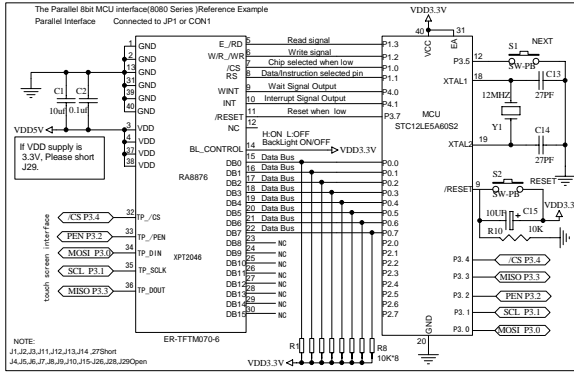 The Parallel 8bit MCU interface(8080 Series )Reference Example
Parallel Interface Connected to JP1 or CON1
VDD3.3V
1 GND
2 GND
13 GND
31 GND
39 GND
40 GND
C1 C2
10uf 0.1uf
VDD5V
3 VDD
4 VDD
37 VDD
38 VDD
If VDD supply is
3.3V, Please short
J29.
touch screen interface
/CS P3.4 32 TP_/CS
PEN P3.2 33 TP_/PEN
MOSI P3.0 34 TP_DIN
SCL P3.1 35 TP_SCLK
MISO P3.3 36 TP_DOUT
RA8876
XPT2046
ER-TFTM070-6
E_/RD 5 Read signal P1.3
W/R_/WR 6 Write signal P1.2
/CS 7 Chip selected when low P1.0
RS 8 Data/Instruction selected pin P1.1
WINT 9 Wait Signal Output P4.0
INT 10 Interrupt Signal Output P4.1
/RESET 11 Reset when low P3.7
NC 12
H:ON L:OFF
BackLight ON/OFF
BL_CONTROL 14 VDD3.3V
DB0 15 Data Bus P0.0
DB1 16 Data Bus P0.1
DB2 17 Data Bus P0.2
DB3 18 Data Bus P0.3
DB4 19 Data Bus P0.4
DB5 20 Data Bus P0.5
DB6 21 Data Bus P0.6
DB7 22 Data Bus P0.7
DB8 23 NC P2.0
DB9 24 NC P2.1
DB10 25 NC P2.2
DB11 26 NC P2.3
DB12 27 NC P2.4
DB13 28 NC P2.5
DB14 29 NC P2.6
DB15 30 NC P2.7
R1
R8
10K*8
VDD3.3V
40 31
VCC
EA
MCU
STC12LE5A60S2
GND
20
P3.5 12
S1 NEXT
SW-PB
XTAL1 18
C13
27PF
12MHZ
Y1
XTAL2 19
C14
27PF
/RESET 9
S2 RESET
SW-PB
VDD3.3V
10UF + C15
R10 10K
P3.4 /CS P3.4
P3.3 MISO P3.3
P3.2 PEN P3.2
P3.1 SCL P3.1
P3.0 MOSI P3.0
NOTE:
J1,J2,J3,J11,J12,J13,J14 ,27Short
J4,J5,J6,J7,J8,J9,J10,J15-J26,J28,J29Open